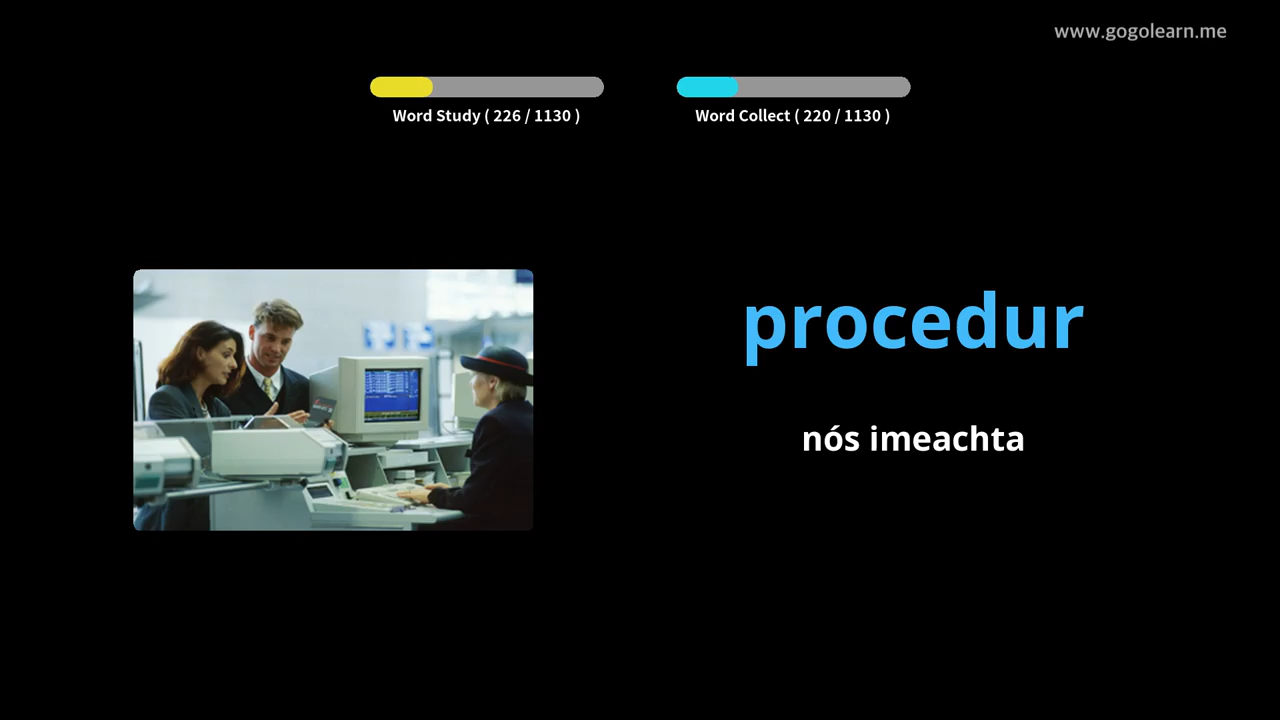 www.gogolearn.me
Word Study ( 226 / 1130 )
Word Collect ( 220 / 1130 )
procedur
nós imeachta